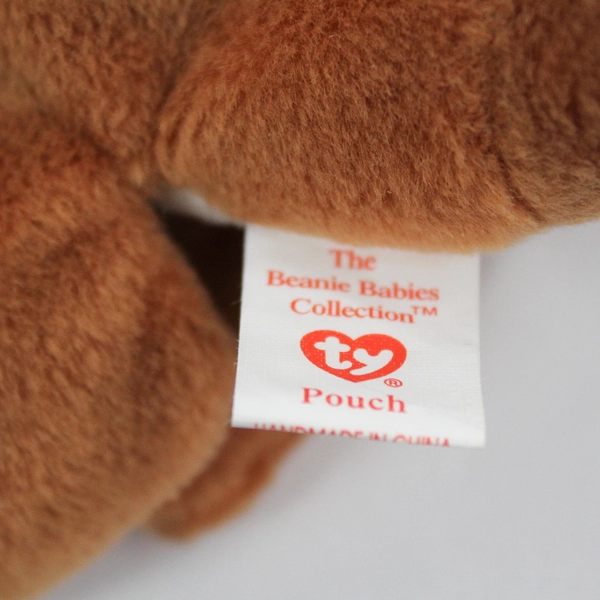 The
Beanie Babies
Collection™
ty®
Pouch
HANDMADE IN CHINA